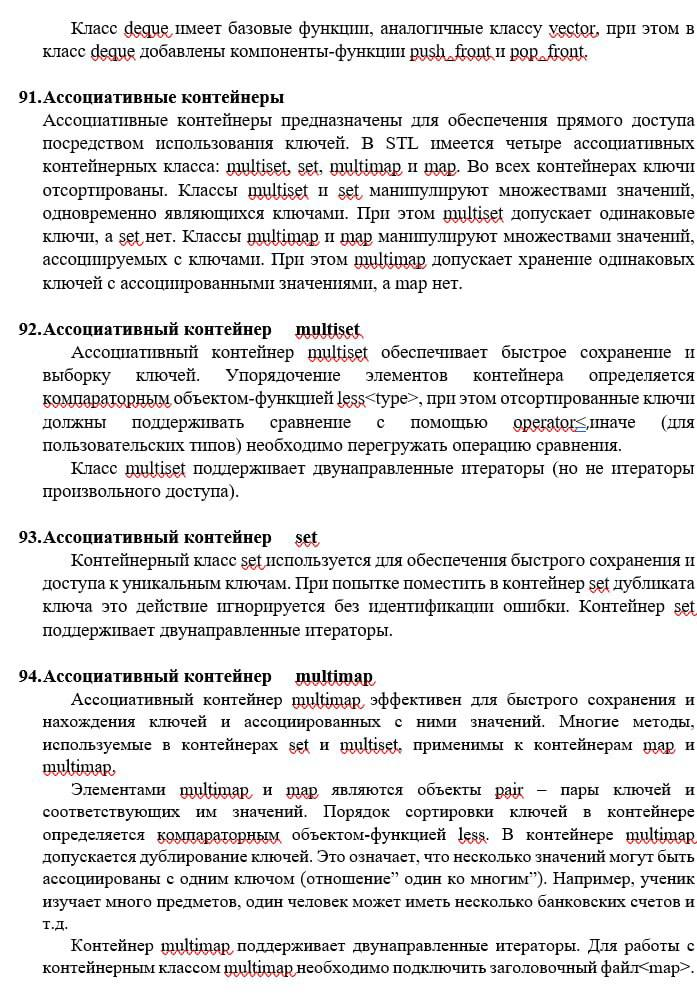 Класс deque имеет базовые функции, аналогичные классу vector, при этом в
класс deque добавлены компоненты-функции push_front и pop_front.
91.Ассоциативные контейнеры
Ассоциативные контейнеры предназначены для обеспечения прямого доступа
посредством использования ключей. В STL имеется четыре ассоциативных
контейнерных класса: multiset, set, multimap и map. Во всех контейнерах ключи
отсортированы. Классы multiset и set манипулируют множествами значений,
одновременно являющихся ключами. При этом multiset допускает одинаковые
ключи, а set нет. Классы multimap и map манипулируют множествами значений,
ассоциируемых с ключами. При этом multimap допускает хранение одинаковых
ключей с ассоциированными значениями, а map нет.
92.Ассоциативный контейнер multiset
Ассоциативный контейнер multiset обеспечивает быстрое сохранение и
выборку ключей. Упорядочение элементов контейнера определяется
компараторным объектом-функцией less<type>, при этом отсортированные ключи
должны поддерживать сравнение с помощью operator<,иначе (для
пользовательских типов) необходимо перегружать операцию сравнения.
Класс multiset поддерживает двунаправленные итераторы (но не итераторы
произвольного доступа).
93.Ассоциативный контейнер set
Контейнерный класс set используется для обеспечения быстрого сохранения и
доступа к уникальным ключам. При попытке поместить в контейнер set дубликата
ключа это действие игнорируется без идентификации ошибки. Контейнер set
поддерживает двунаправленные итераторы.
94.Ассоциативный контейнер multimap
Ассоциативный контейнер multimap эффективен для быстрого сохранения и
нахождения ключей и ассоциированных с ними значений. Многие методы,
используемые в контейнерах set и multiset, применимы к контейнерам map и
multimap.
Элементами multimap и map являются объекты pair – пары ключей и
соответствующих им значений. Порядок сортировки ключей в контейнере
определяется компараторным объектом-функцией less. В контейнере multimap
допускается дублирование ключей. Это означает, что несколько значений могут быть
ассоциированы с одним ключом (отношение” один ко многим”). Например, ученик
изучает много предметов, один человек может иметь несколько банковских счетов и
т.д.
Контейнер multimap поддерживает двунаправленные итераторы. Для работы с
контейнерным классом multimap необходимо подключить заголовочный файл<map>.